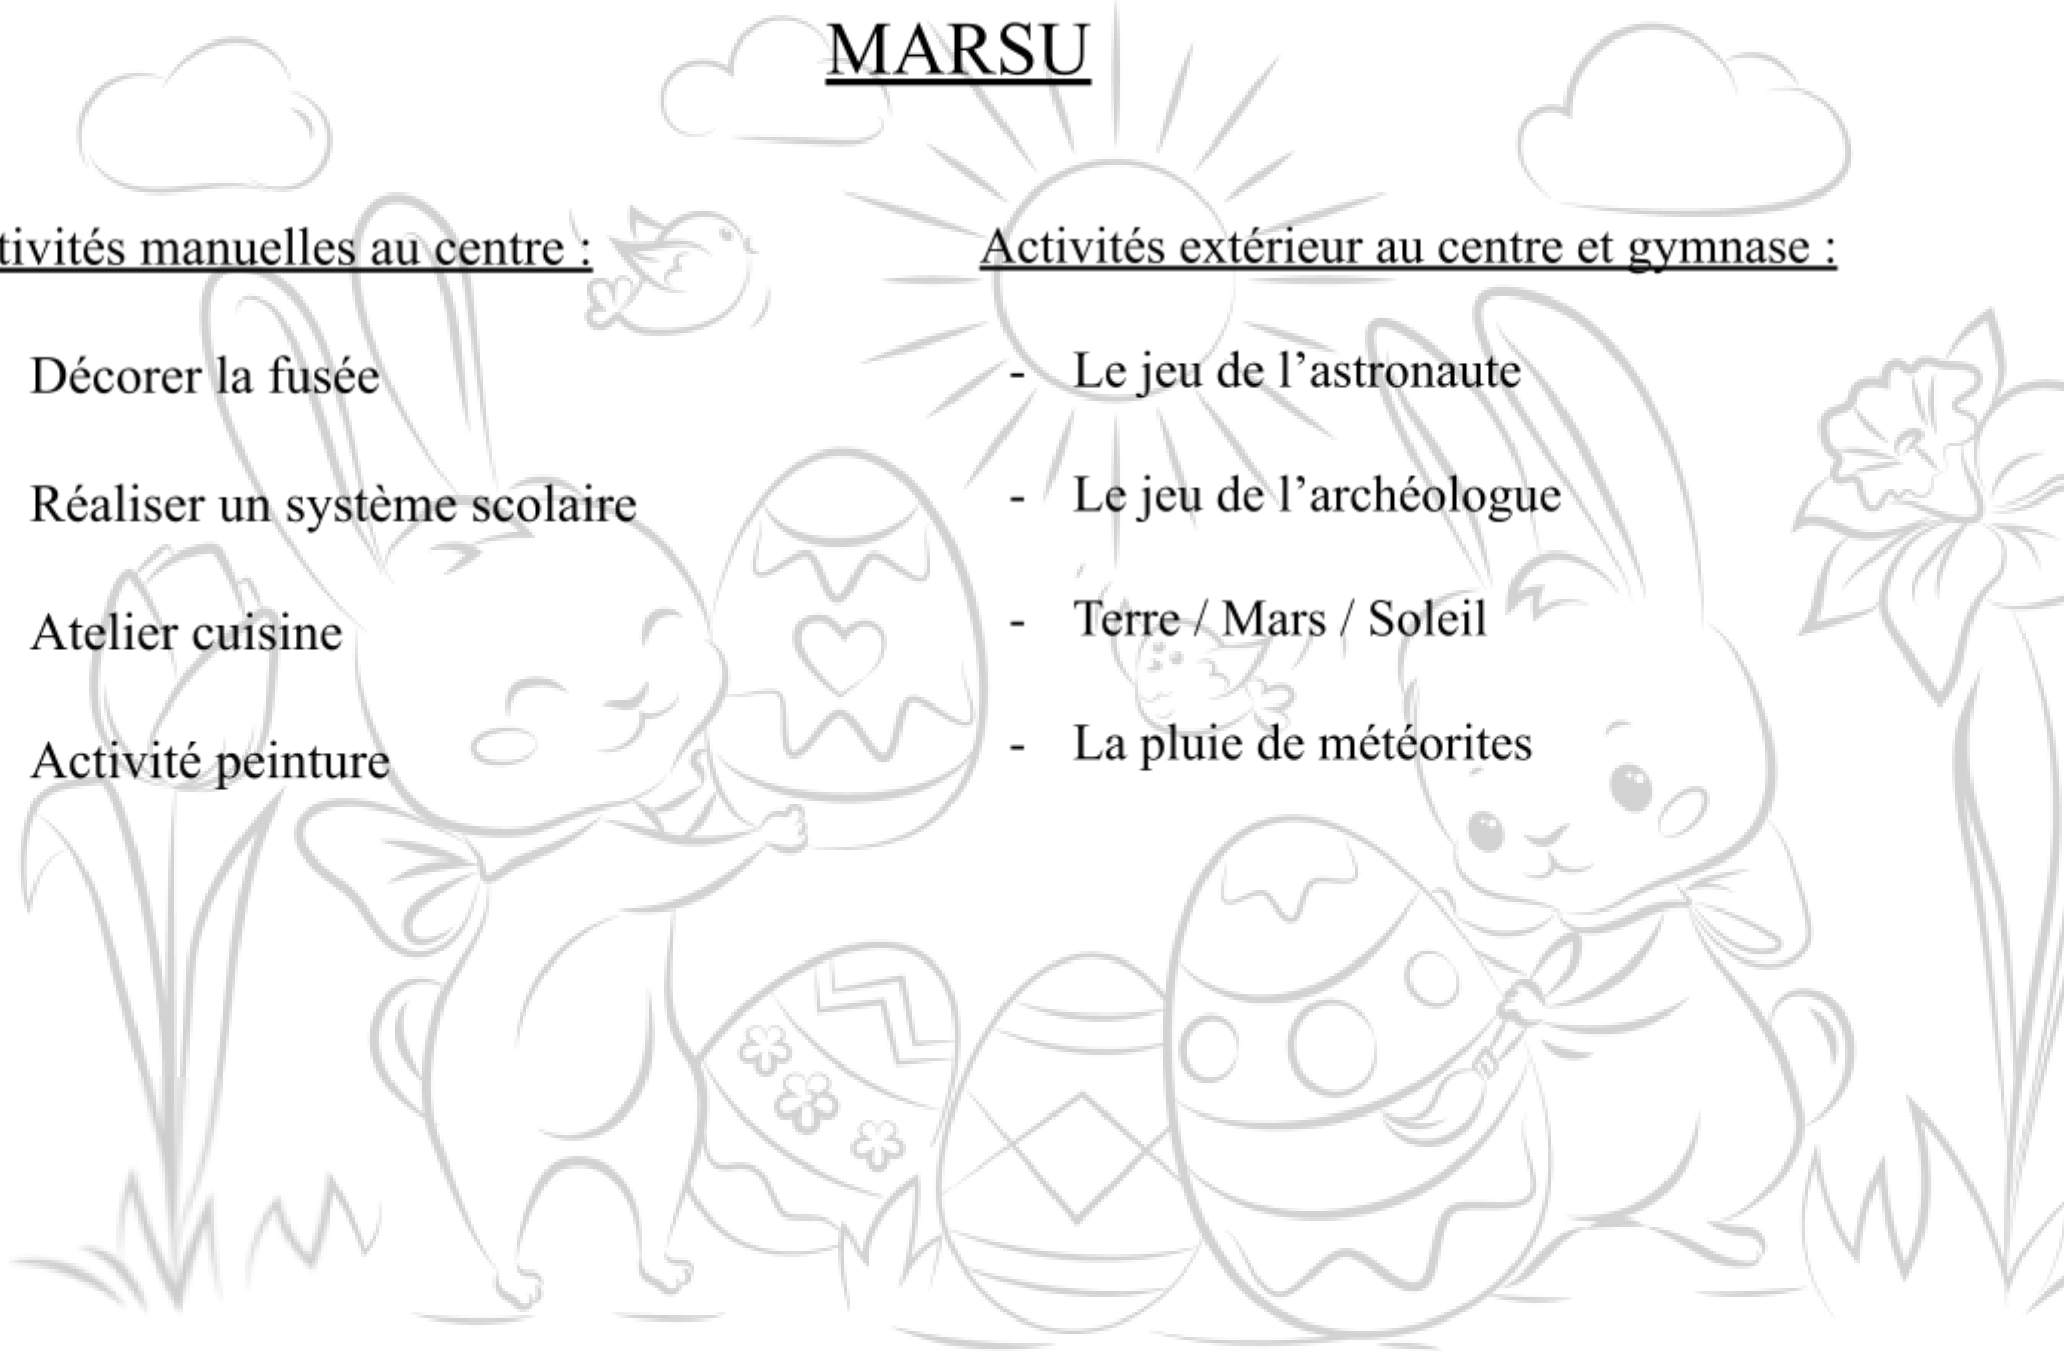 MARSU
tivités manuelles au centre :
Décorer la fusée
Réaliser un système scolaire
Atelier cuisine
Activité peinture
Activités extérieur au centre et gymnase :
- Le jeu de l’astronaute
- Le jeu de l’archéologue
- Terre / Mars / Soleil
- La pluie de météorites